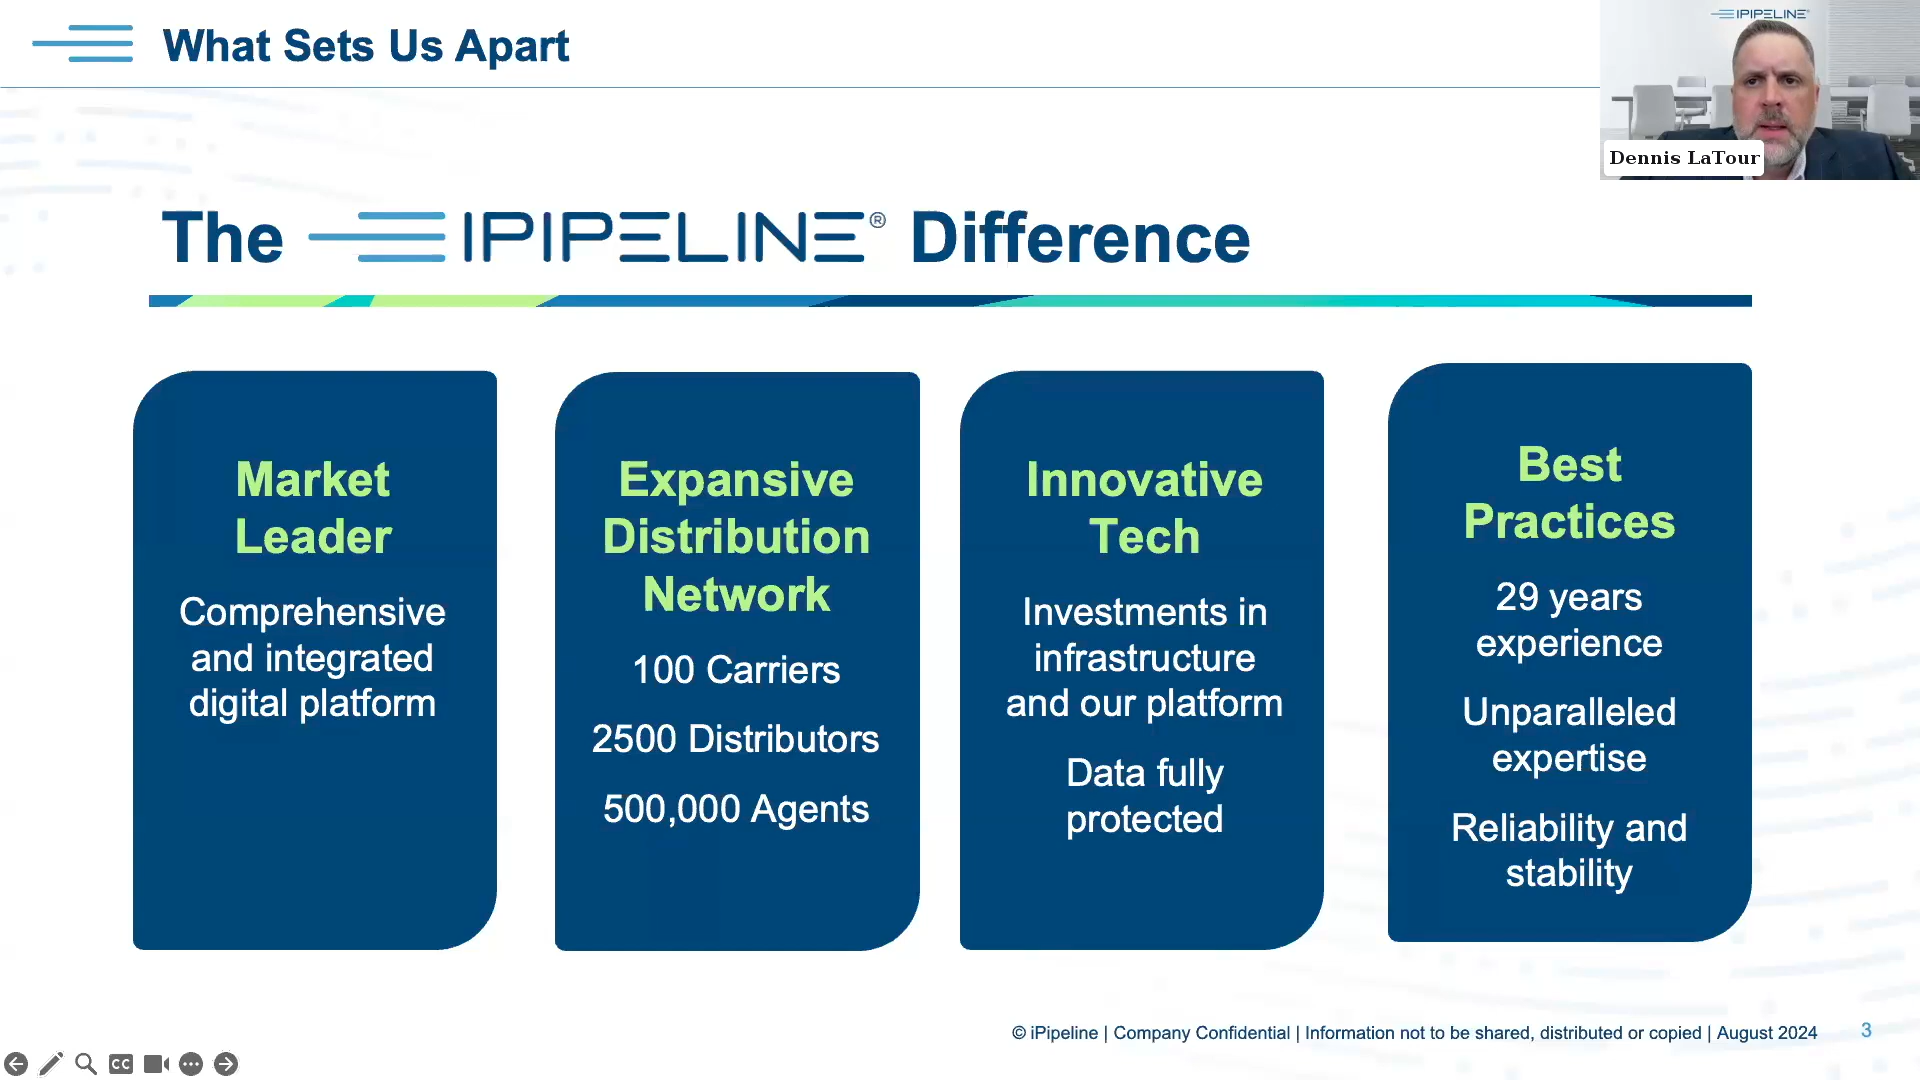 What Sets Us Apart
IPIPELINE®
Dennis LaTour
The IPIPELINE® Difference
Market
Leader
Comprehensive
and integrated
digital platform
Expansive
Distribution
Network
100 Carriers
2500 Distributors
500,000 Agents
Innovative
Tech
Investments in
infrastructure
and our platform
Data fully
protected
Best
Practices
29 years
experience
Unparalleled
expertise
Reliability and
stability
© iPipeline | Company Confidential | Information not to be shared, distributed or copied | August 2024
3
CC